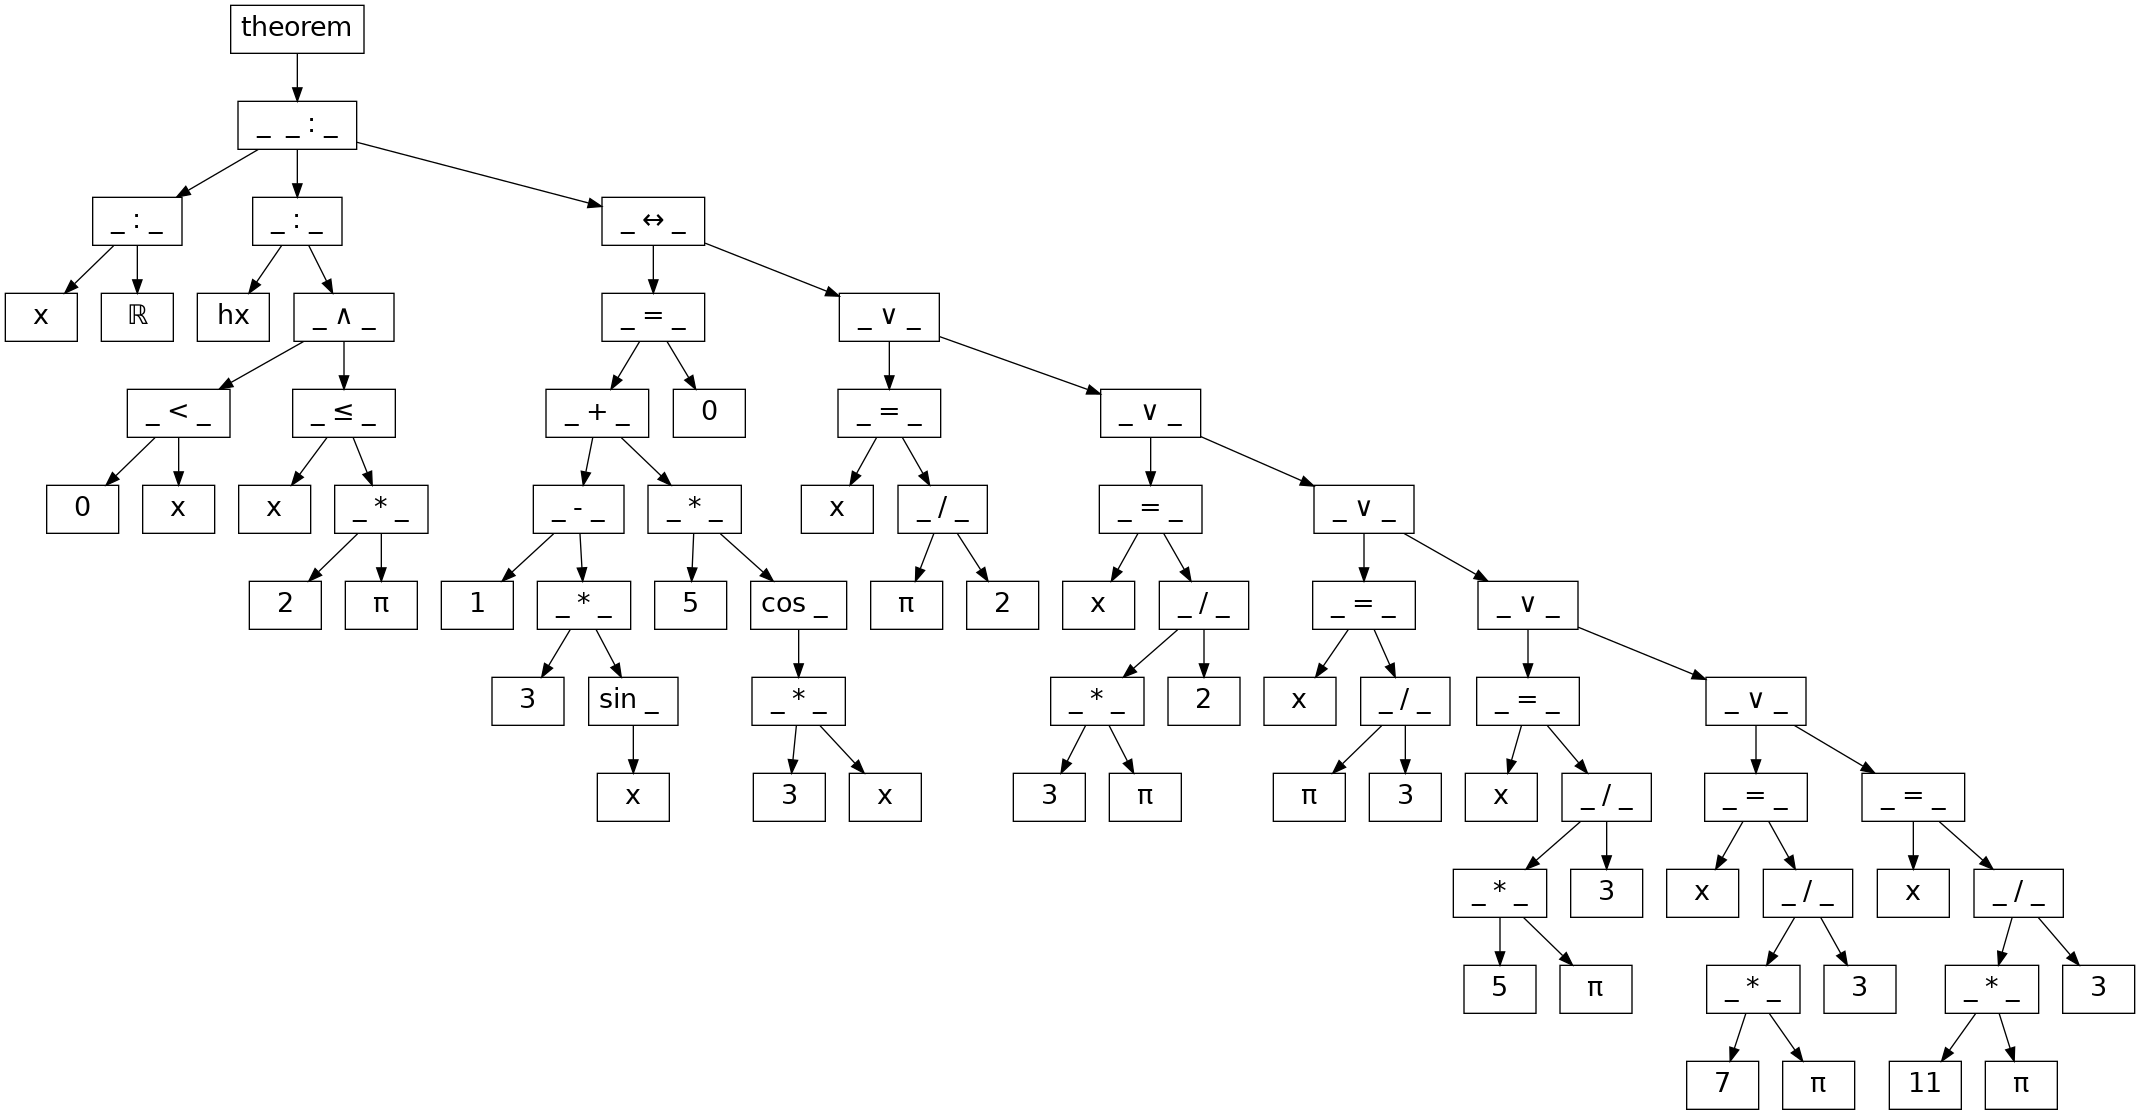 theorem
_ _ : _
_ : _ _ : _ _ ↔ _
x ℝ hx _ ∧ _ _ = _ _ ∨ _
_ < _ _ ≤ _ _ + _ 0 _ = _ _ ∨ _
0 x x _ * _ _ - _ _ * _ x _ / _ _ = _ _ ∨ _
2 π 1 _ * _ 5 cos _ π 2 x _ / _ _ = _ _ ∨ _
3 sin _ _ * _ _ * _ 2 x _ / _ _ = _ _ ∨ _
x 3 x 3 π π 3 x _ / _ _ = _ _ = _
_ * _ 3 x _ / _ x _ / _
5 π _ * _ 3 _ * _ 3
7 π 11 π